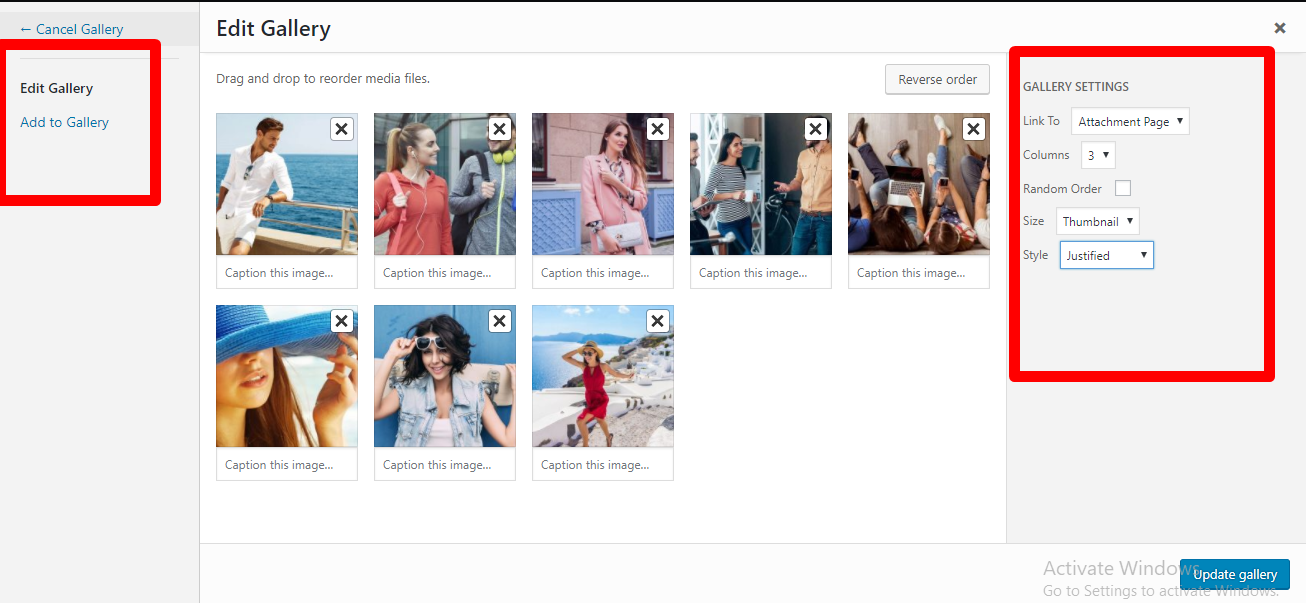 ← Cancel Gallery
Edit Gallery
Add to Gallery
Edit Gallery
Drag and drop to reorder media files.
Reverse order
Caption this image...
Caption this image...
Caption this image...
Caption this image...
Caption this image...
Caption this image...
Caption this image...
Caption this image...
GALLERY SETTINGS
Link To Attachment Page
Columns 3
Random Order
Size Thumbnail
Style Justified
Activate Windows
Go to Settings to activate Windows.
Update gallery